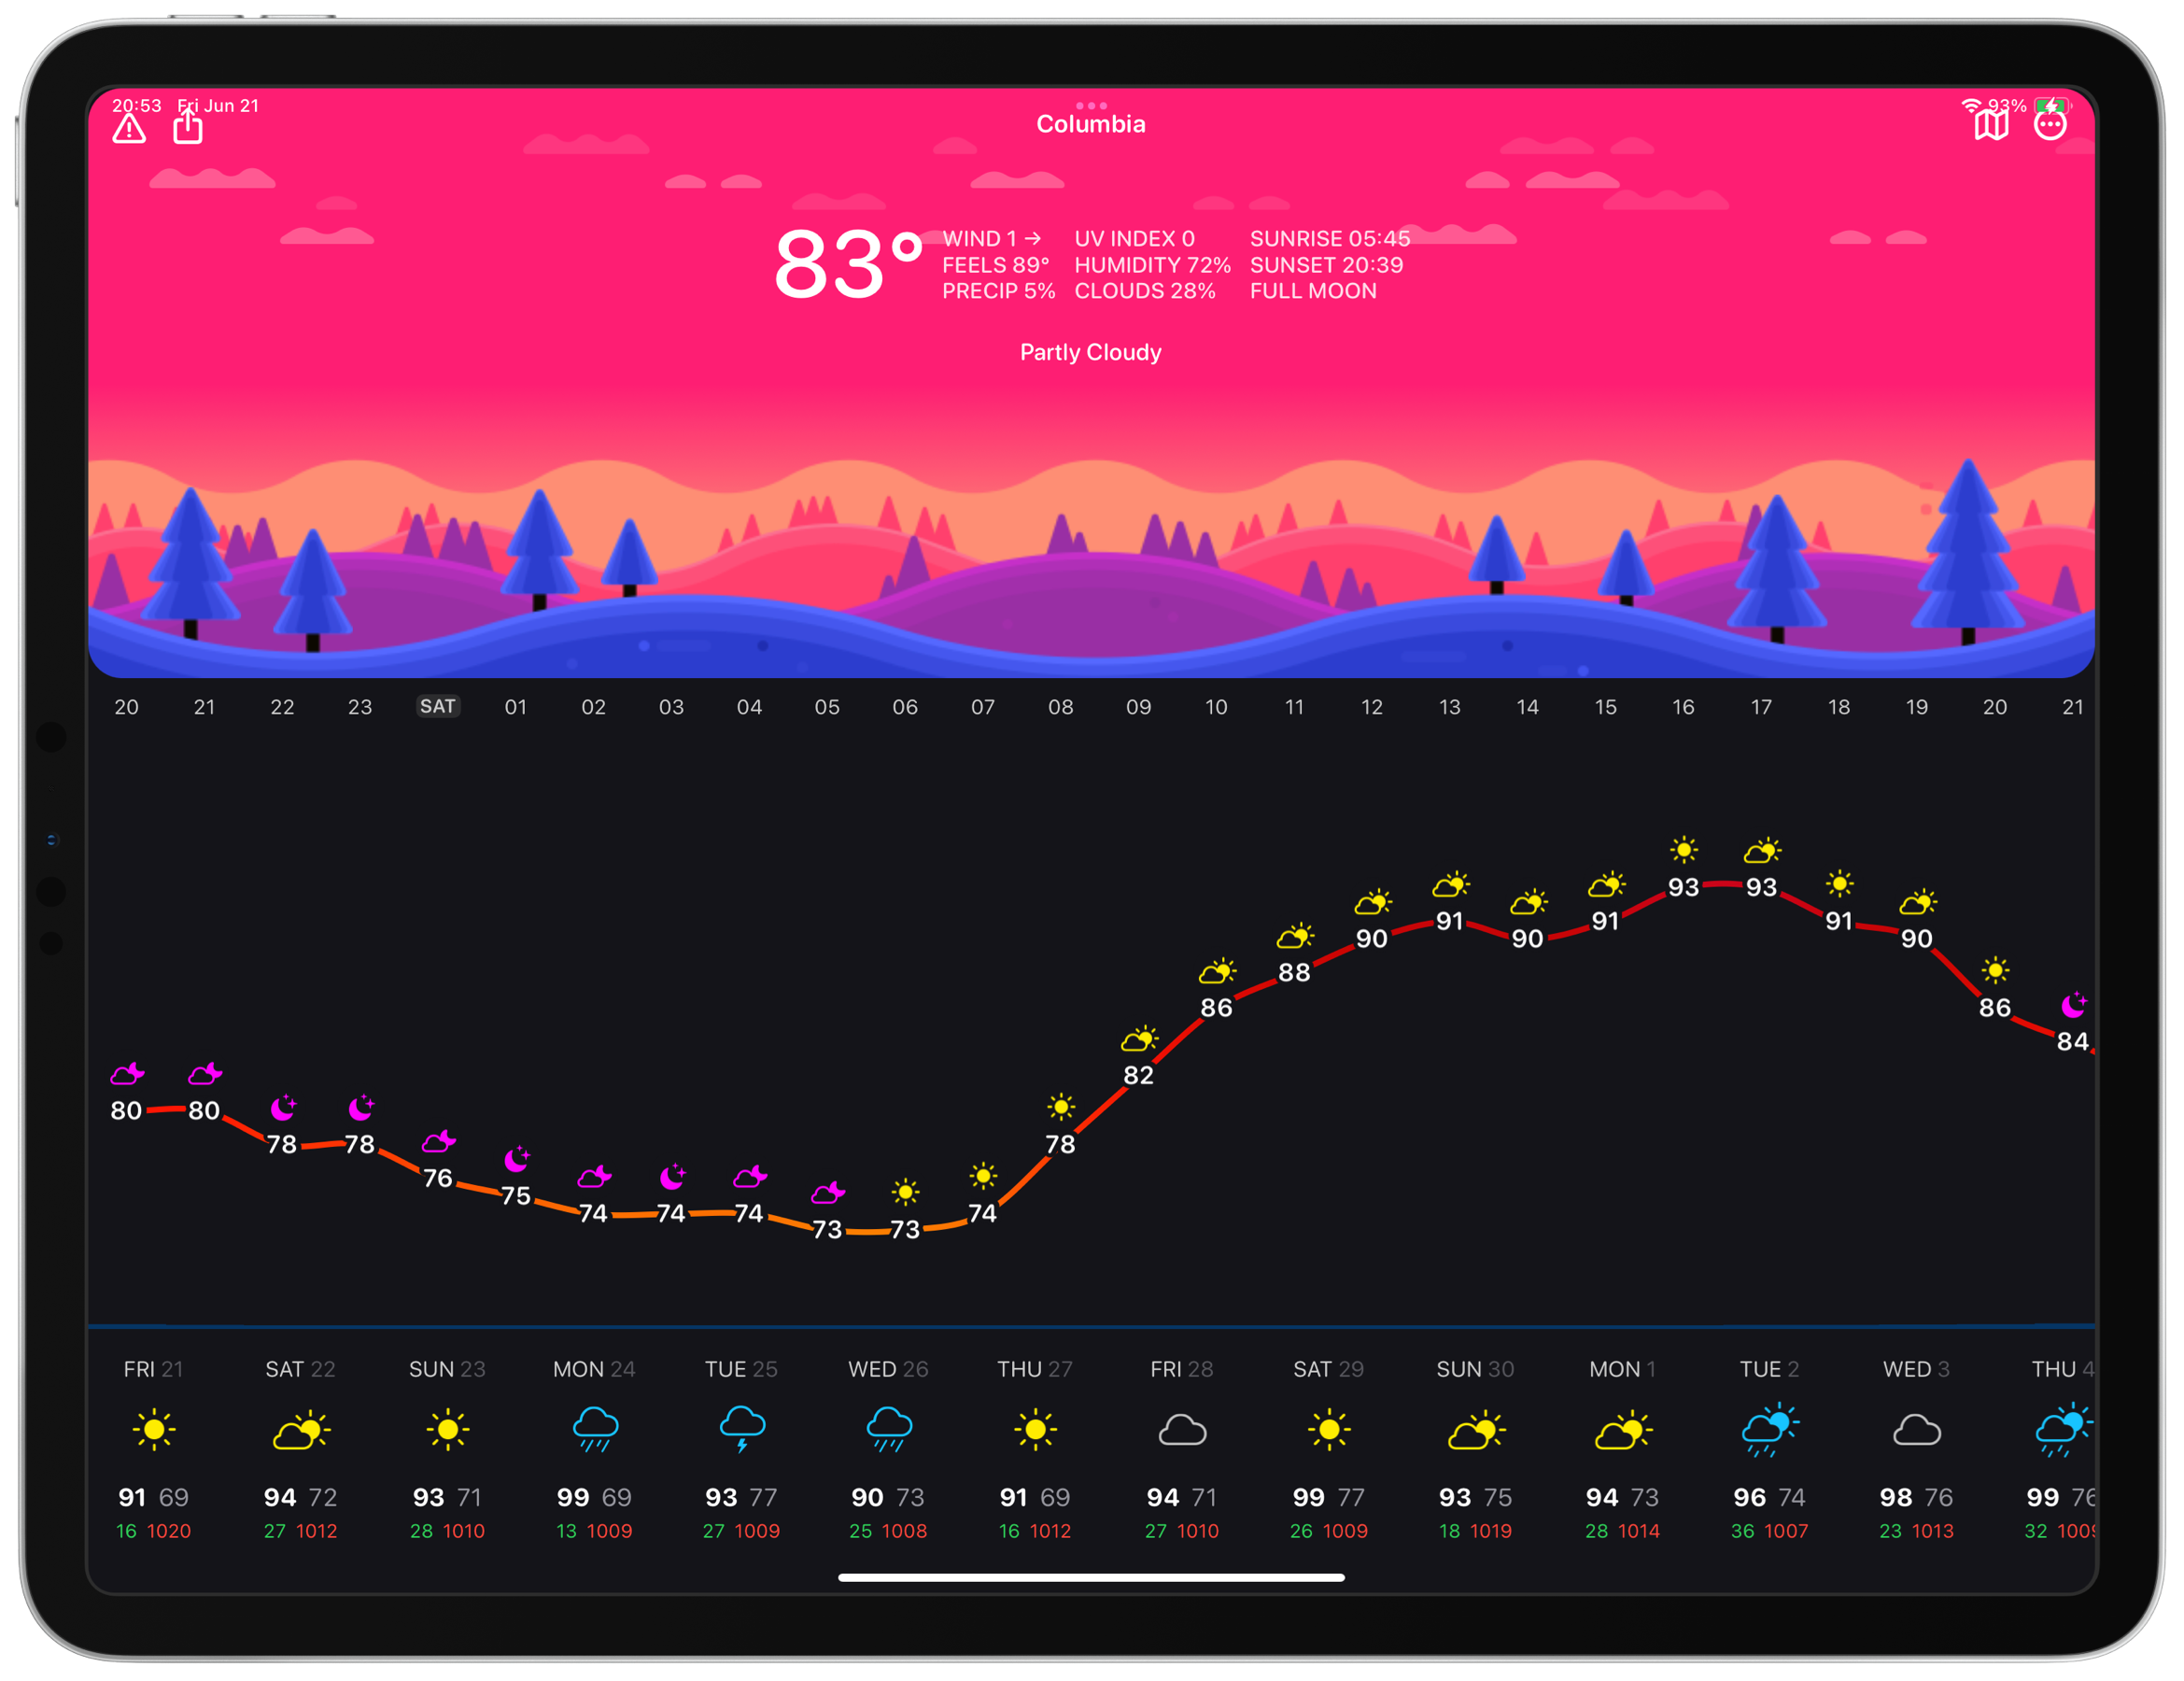 20:53 Fri Jun 21
93%
Columbia
83°
WIND 1 → UV INDEX 0 SUNRISE 05:45
FEELS 89° HUMIDITY 72% SUNSET 20:39
PRECIP 5% CLOUDS 28% FULL MOON
Partly Cloudy
20 21 22 23 SAT 01 02 03 04 05 06 07 08 09 10 11 12 13 14 15 16 17 18 19 20 21
80 80 78 78 76 75 74 74 74 73 73 74 78 82 86 88 90 91 90 91 93 93 91 90 86 84
FRI 21 SAT 22 SUN 23 MON 24 TUE 25 WED 26 THU 27 FRI 28 SAT 29 SUN 30 MON 1 TUE 2 WED 3 THU 4
91 69 94 72 93 71 99 69 93 77 90 73 91 69 94 71 99 77 93 75 94 73 96 74 98 76 99 76
16 1020 27 1012 28 1010 13 1009 27 1009 25 1008 16 1012 27 1010 26 1009 18 1019 28 1014 36 1007 23 1013 32 1009